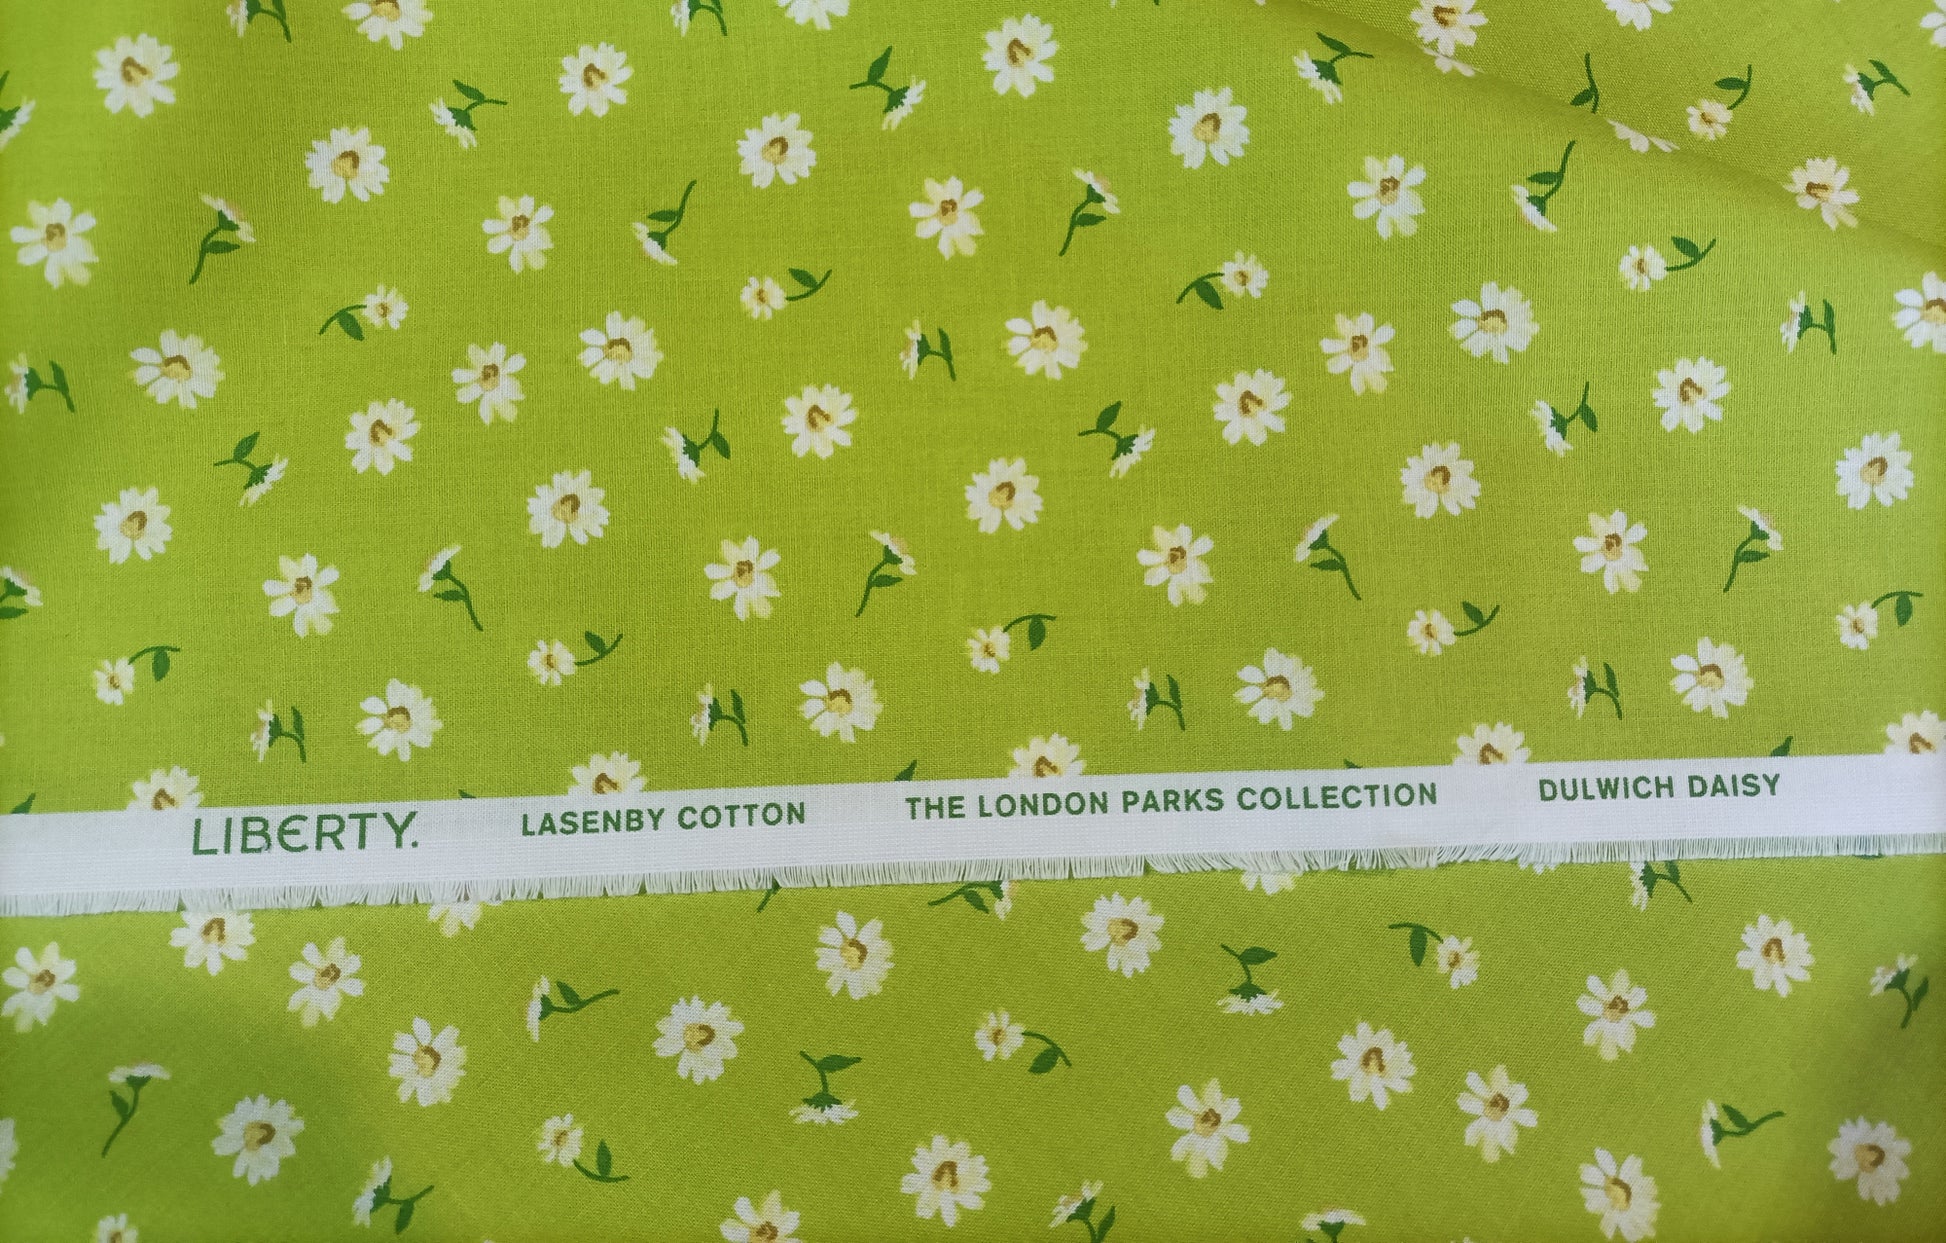 LIBERTY. LASENBY COTTON THE LONDON PARKS COLLECTION DULWICH DAISY